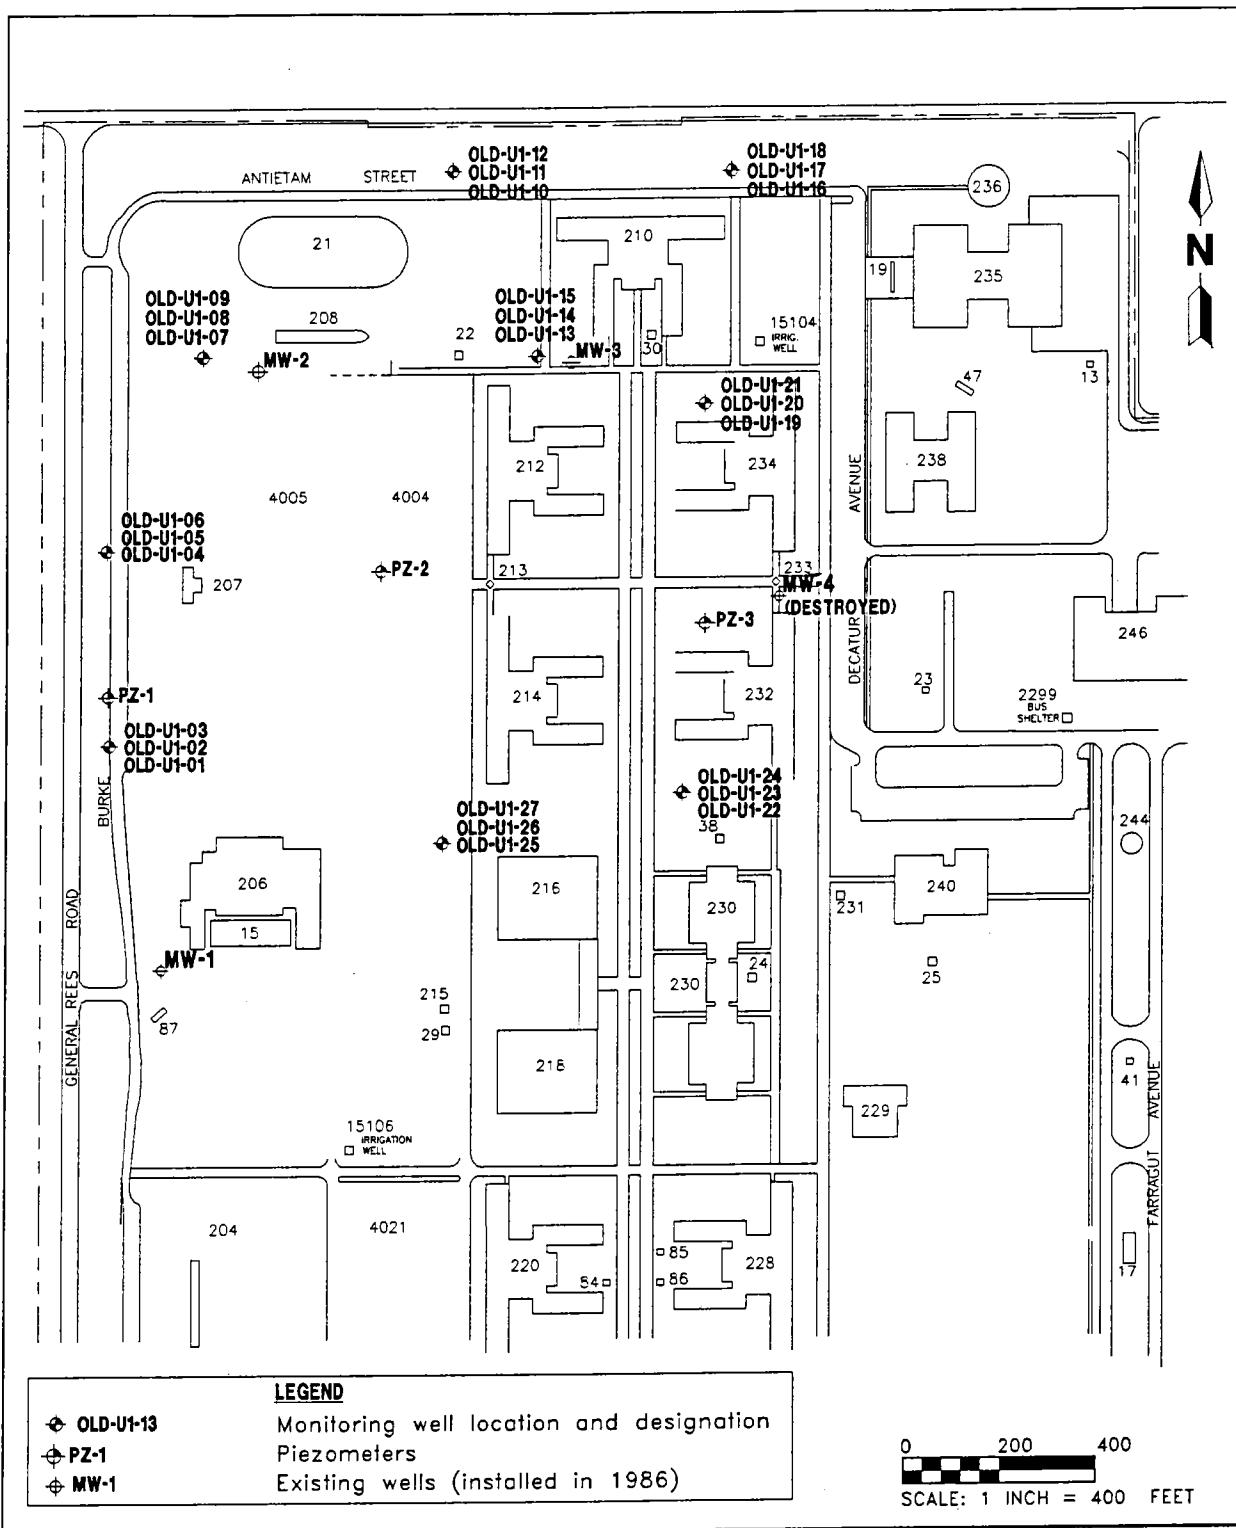 OLD-U1-12
OLD-U1-11
OLD-U1-10
OLD-U1-18
OLD-U1-17
OLD-U1-16
ANTIETAM STREET
236
21
210
19
235
N
OLD-U1-09
OLD-U1-08
OLD-U1-07
208
22
OLD-U1-15
OLD-U1-14
OLD-U1-13
MW-3
30
15104
IRRIG.
WELL
MW-2
47
13
OLD-U1-21
OLD-U1-20
OLD-U1-19
212
234
238
4005
4004
AVENUE
OLD-U1-06
OLD-U1-05
OLD-U1-04
207
PZ-2
213
233
MW-4
(DESTROYED)
PZ-3
DECATUR
246
PZ-1
214
232
23
2299
BUS
SHELTER
OLD-U1-03
OLD-U1-02
OLD-U1-01
BURKE
OLD-U1-24
OLD-U1-23
OLD-U1-22
38
OLD-U1-27
OLD-U1-26
OLD-U1-25
244
206
216
230
240
231
15
MW-1
GENERAL REES ROAD
230
24
25
215
29
87
218
41
229
15106
IRRIGATION
WELL
FARRAGUT AVENUE
204
4021
220
54
85
86
228
17
LEGEND
OLD-U1-13 Monitoring well location and designation
PZ-1 Piezometers
MW-1 Existing wells (installed in 1986)
0 200 400
SCALE: 1 INCH = 400 FEET